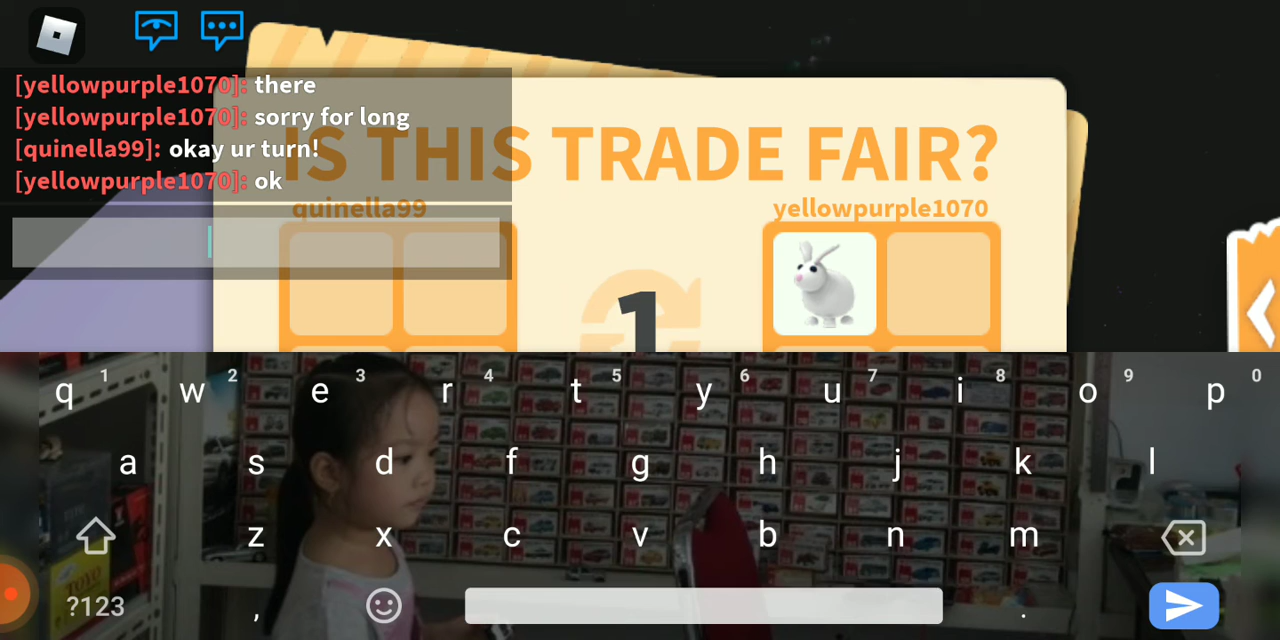 [yellowpurple1070]: there
[yellowpurple1070]: sorry for long
[quinella99]: okay ur turn!
[yellowpurple1070]: ok
IS THIS TRADE FAIR?
quinella99
yellowpurple1070
1
1 2 3 4 5 6 7 8 9 0
q w e r t y u i o p
a s d f g h j k l
z x c v b n m
?123 , .
TOYO